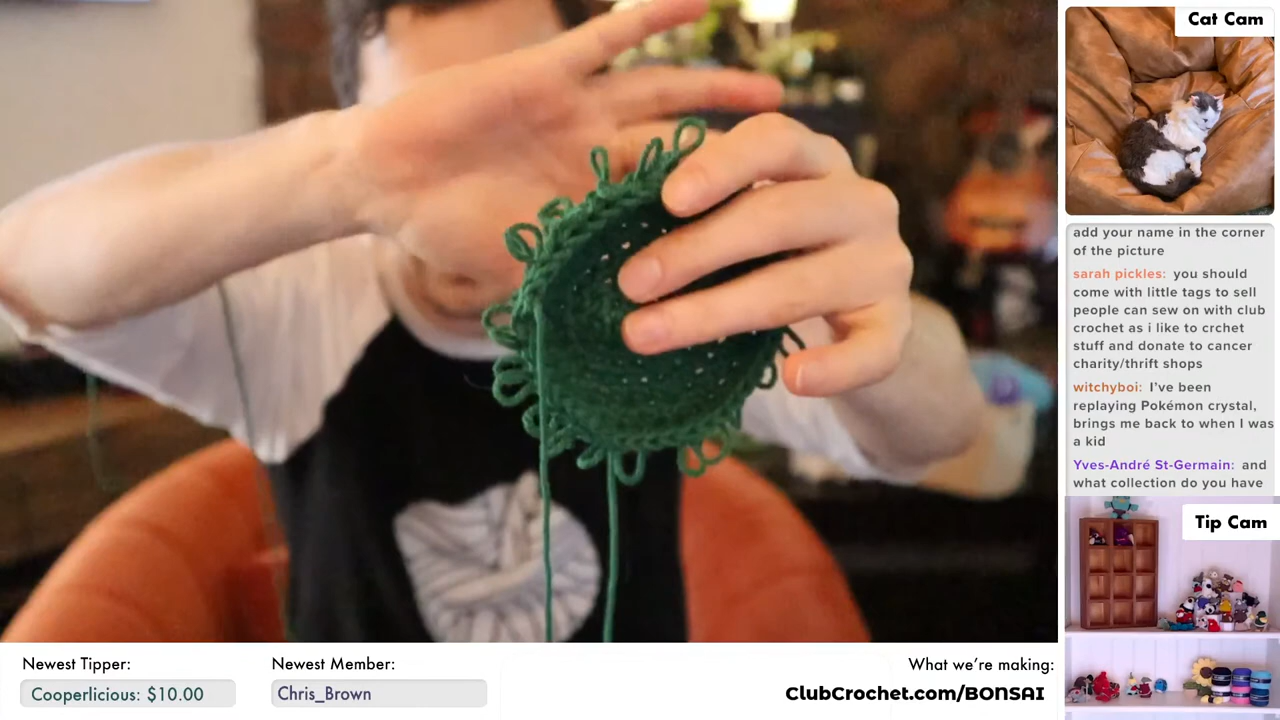 Cat Cam
add your name in the corner
of the picture
sarah pickles: you should
come with little tags to sell
people can sew on with club
crochet as i like to crchet
stuff and donate to cancer
charity/thrift shops
witchyboi: I've been
replaying Pokémon crystal,
brings me back to when I was
a kid
Yves-André St-Germain: and
what collection do you have
Tip Cam
Newest Tipper:
Cooperlicious: $10.00
Newest Member:
Chris_Brown
What we're making:
ClubCrochet.com/BONSAI